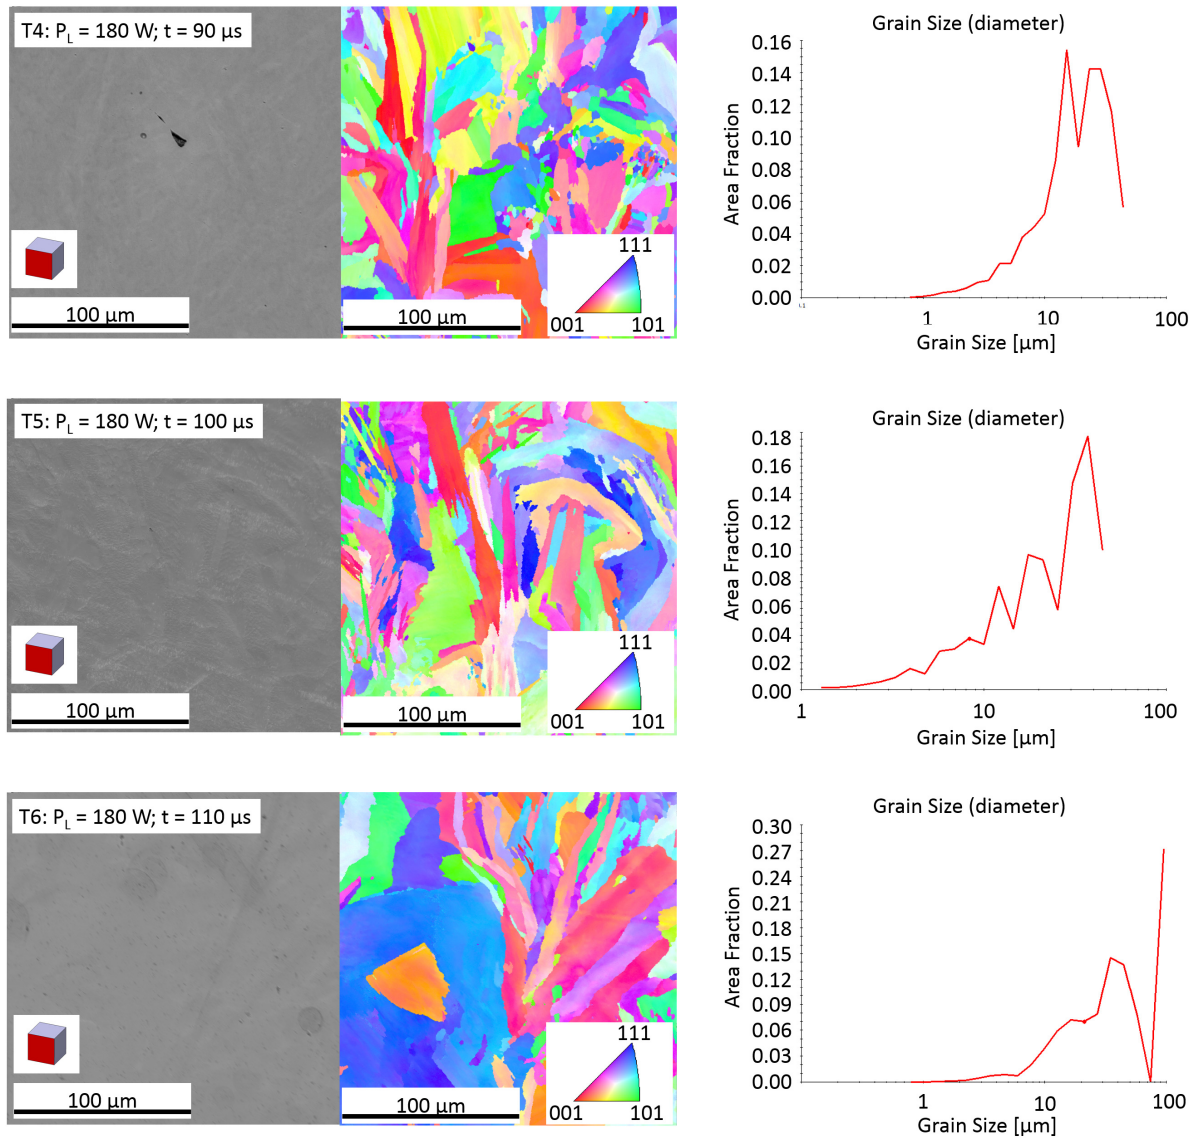 T4: P_L = 180 W; t = 90 µs
100 µm
100 µm
111
001
101
Grain Size (diameter)
Area Fraction
0.16
0.14
0.12
0.10
0.08
0.06
0.04
0.02
0.00
1
10
100
Grain Size [µm]
T5: P_L = 180 W; t = 100 µs
100 µm
100 µm
111
001
101
Grain Size (diameter)
Area Fraction
0.18
0.16
0.14
0.12
0.10
0.08
0.06
0.04
0.02
0.00
1
10
100
Grain Size [µm]
T6: P_L = 180 W; t = 110 µs
100 µm
100 µm
111
001
101
Grain Size (diameter)
Area Fraction
0.30
0.27
0.24
0.21
0.18
0.15
0.12
0.09
0.06
0.03
0.00
1
10
100
Grain Size [µm]